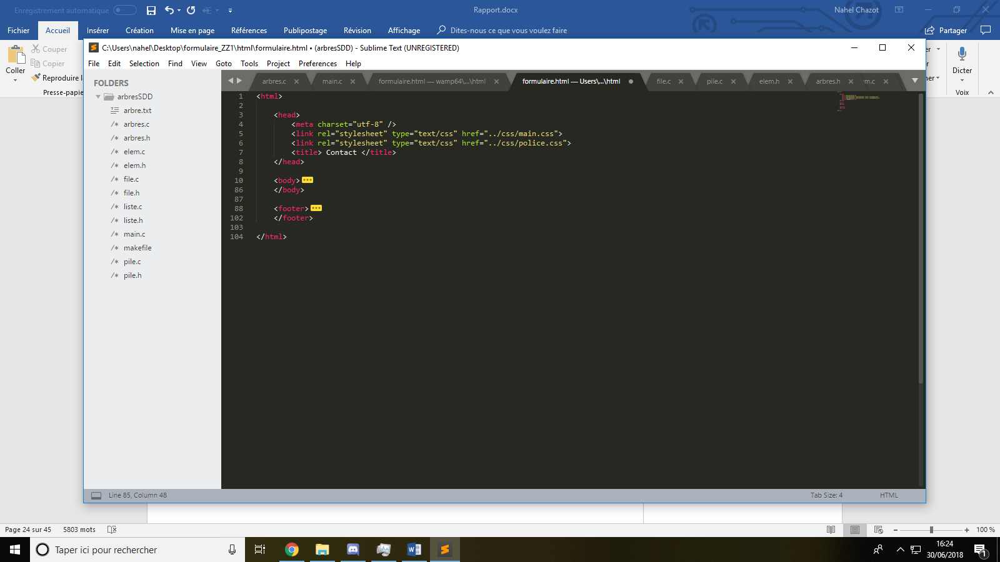 Enregistrement automatique
Rapport.docx
Nahel Chazot
Fichier Accueil Insérer Création Mise en page Références Publipostage Révision Affichage Dites-nous ce que vous voulez faire Partager
Couper
Copier
Coller
Reproduire
Presse-papie
Dicter
Voix
C:\Users\nahel\Desktop\formulaire_ZZ1\html\formulaire.html • (arbresSDD) - Sublime Text (UNREGISTERED)
File Edit Selection Find View Goto Tools Project Preferences Help
FOLDERS
arbresSDD
arbre.txt
/* arbres.c
/* arbres.h
/* elem.c
/* elem.h
/* file.c
/* file.h
/* liste.c
/* liste.h
/* main.c
/* makefile
/* pile.c
/* pile.h
arbres.c × main.c × formulaire.html — wamp64\...\html × formulaire.html — Users\...\html file.c × pile.c × elem.h × arbres.h × m.c ×
1 <html>
2
3 <head>
4 <meta charset="utf-8" />
5 <link rel="stylesheet" type="text/css" href="../css/main.css">
6 <link rel="stylesheet" type="text/css" href="../css/police.css">
7 <title> Contact </title>
8 </head>
9
10 <body>
86 </body>
87
88 <footer>
102 </footer>
103
104 </html>
Line 85, Column 48
Tab Size: 4
HTML
Page 24 sur 45 5803 mots
100 %
Taper ici pour rechercher
16:24
30/06/2018
1